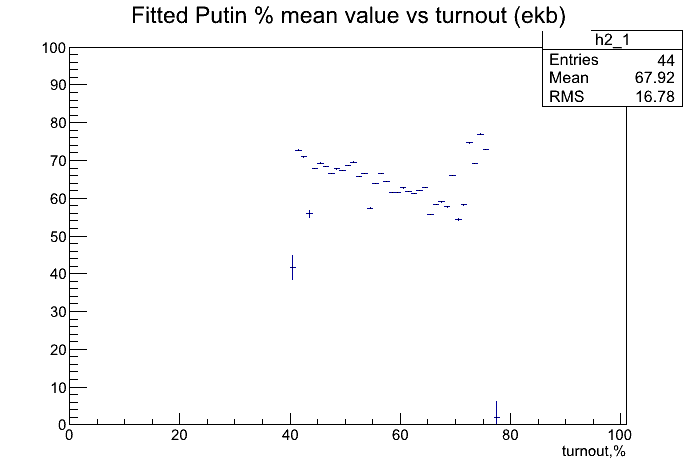 Fitted Putin % mean value vs turnout (ekb)
h2_1
Entries 44
Mean 67.92
RMS 16.78
100
90
80
70
60
50
40
30
20
10
0
0 20 40 60 80 100
turnout,%